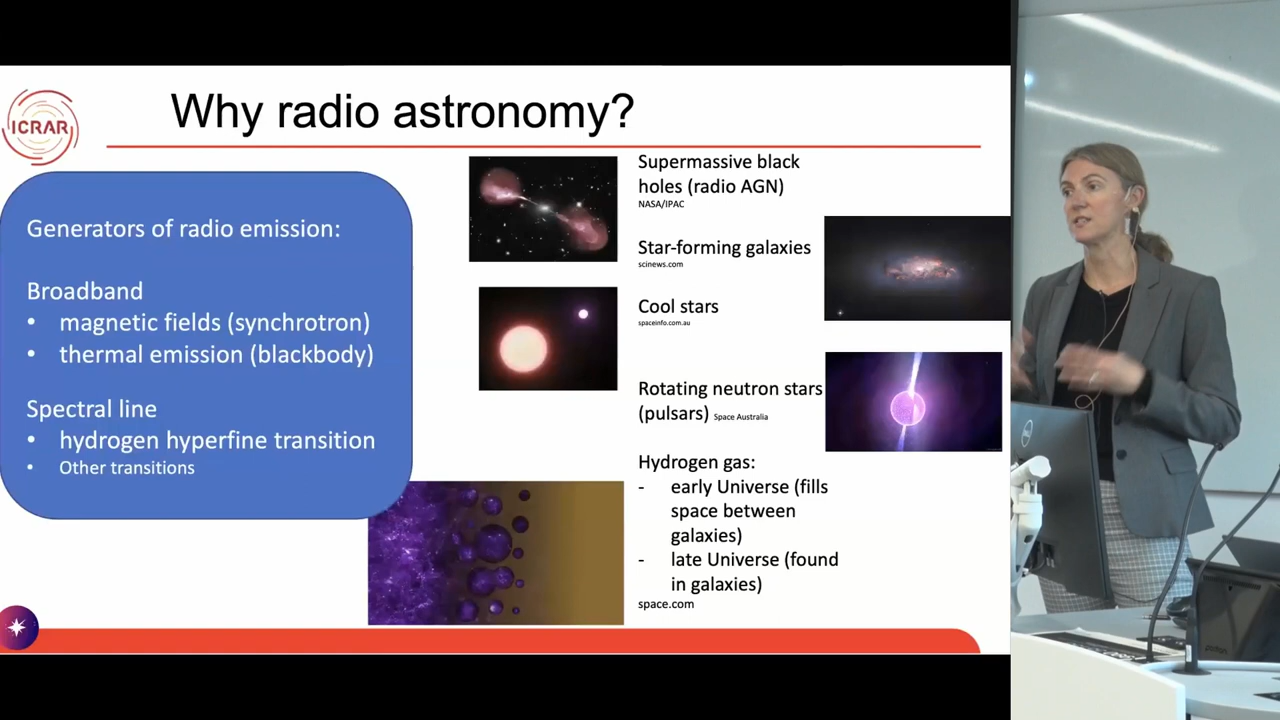 ICRAR
Why radio astronomy?
Generators of radio emission:
Broadband
• magnetic fields (synchrotron)
• thermal emission (blackbody)
Spectral line
• hydrogen hyperfine transition
• Other transitions
Supermassive black
holes (radio AGN)
NASA/IPAC
Star-forming galaxies
scinews.com
Cool stars
spaceinfo.com.au
Rotating neutron stars
(pulsars) Space Australia
Hydrogen gas:
- early Universe (fills
space between
galaxies)
- late Universe (found
in galaxies)
space.com
DELL